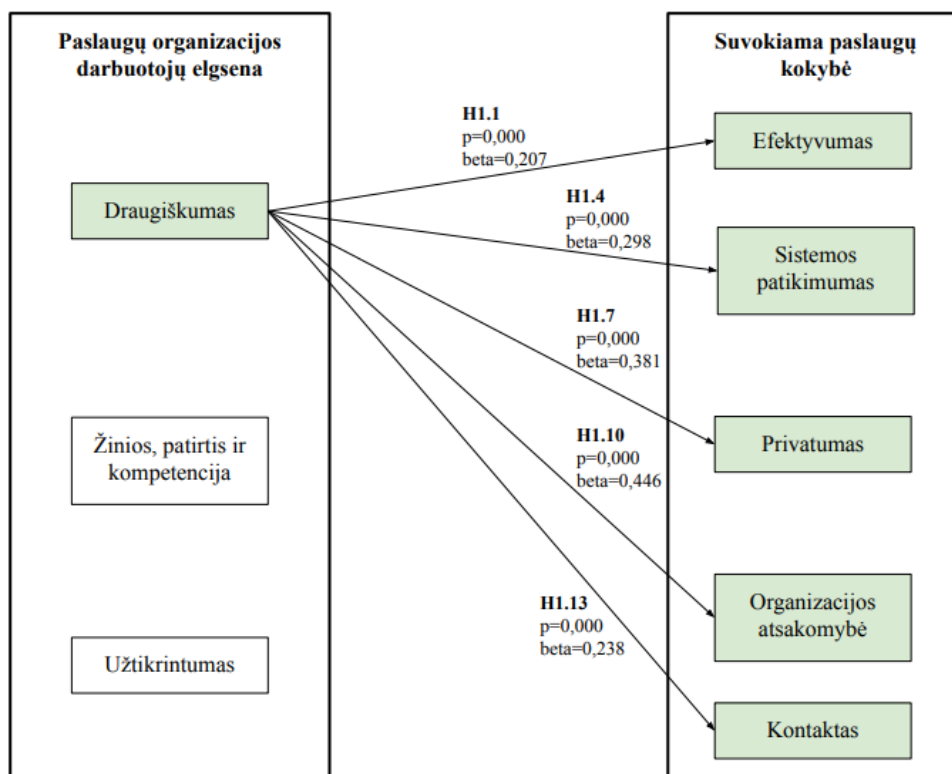 Paslaugų organizacijos
darbuotojų elgsena
Draugiškumas
Žinios, patirtis ir
kompetencija
Užtikrintumas
H1.1
p=0,000
beta=0,207
H1.4
p=0,000
beta=0,298
H1.7
p=0,000
beta=0,381
H1.10
p=0,000
beta=0,446
H1.13
p=0,000
beta=0,238
Suvokiama paslaugų
kokybė
Efektyvumas
Sistemos
patikimumas
Privatumas
Organizacijos
atsakomybė
Kontaktas